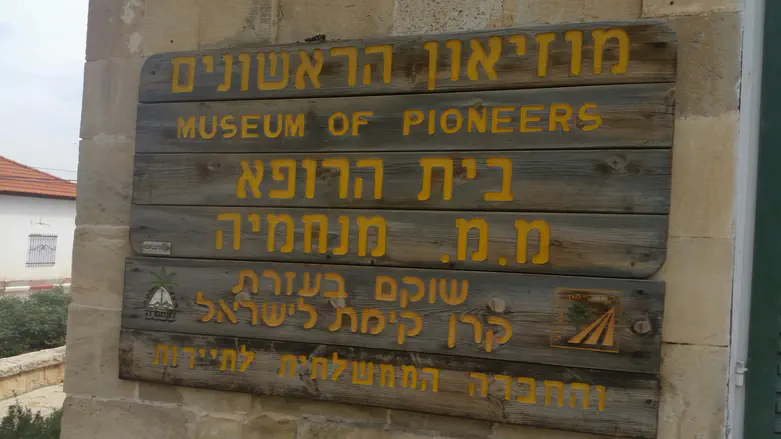 מוזיאון הראשונים
MUSEUM OF PIONEERS
בית הרופא
מ.מ. מנחמיה
שוקם בעזרת
קרן קימת לישראל
והחברה הממשלתית לתיירות